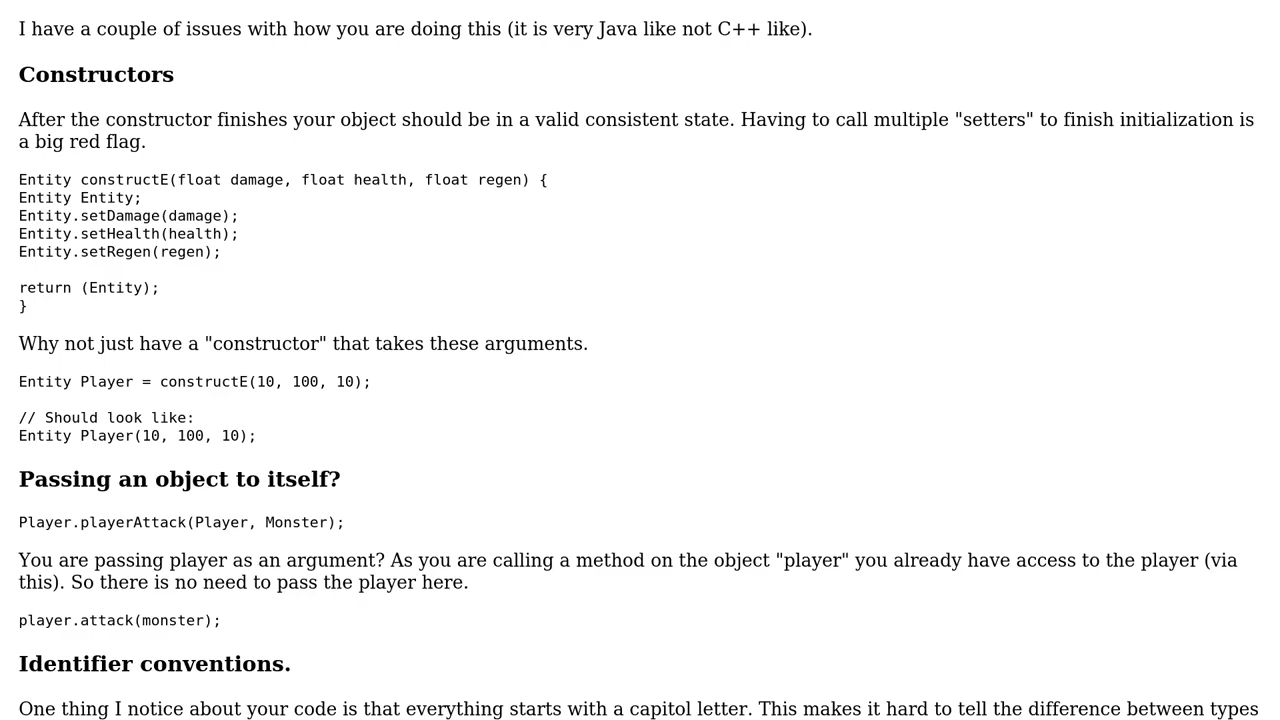 I have a couple of issues with how you are doing this (it is very Java like not C++ like).
Constructors
After the constructor finishes your object should be in a valid consistent state. Having to call multiple "setters" to finish initialization is
a big red flag.
Entity constructE(float damage, float health, float regen) {
Entity Entity;
Entity.setDamage(damage);
Entity.setHealth(health);
Entity.setRegen(regen);
return (Entity);
}
Why not just have a "constructor" that takes these arguments.
Entity Player = constructE(10, 100, 10);
// Should look like:
Entity Player(10, 100, 10);
Passing an object to itself?
Player.playerAttack(Player, Monster);
You are passing player as an argument? As you are calling a method on the object "player" you already have access to the player (via
this). So there is no need to pass the player here.
player.attack(monster);
Identifier conventions.
One thing I notice about your code is that everything starts with a capitol letter. This makes it hard to tell the difference between types